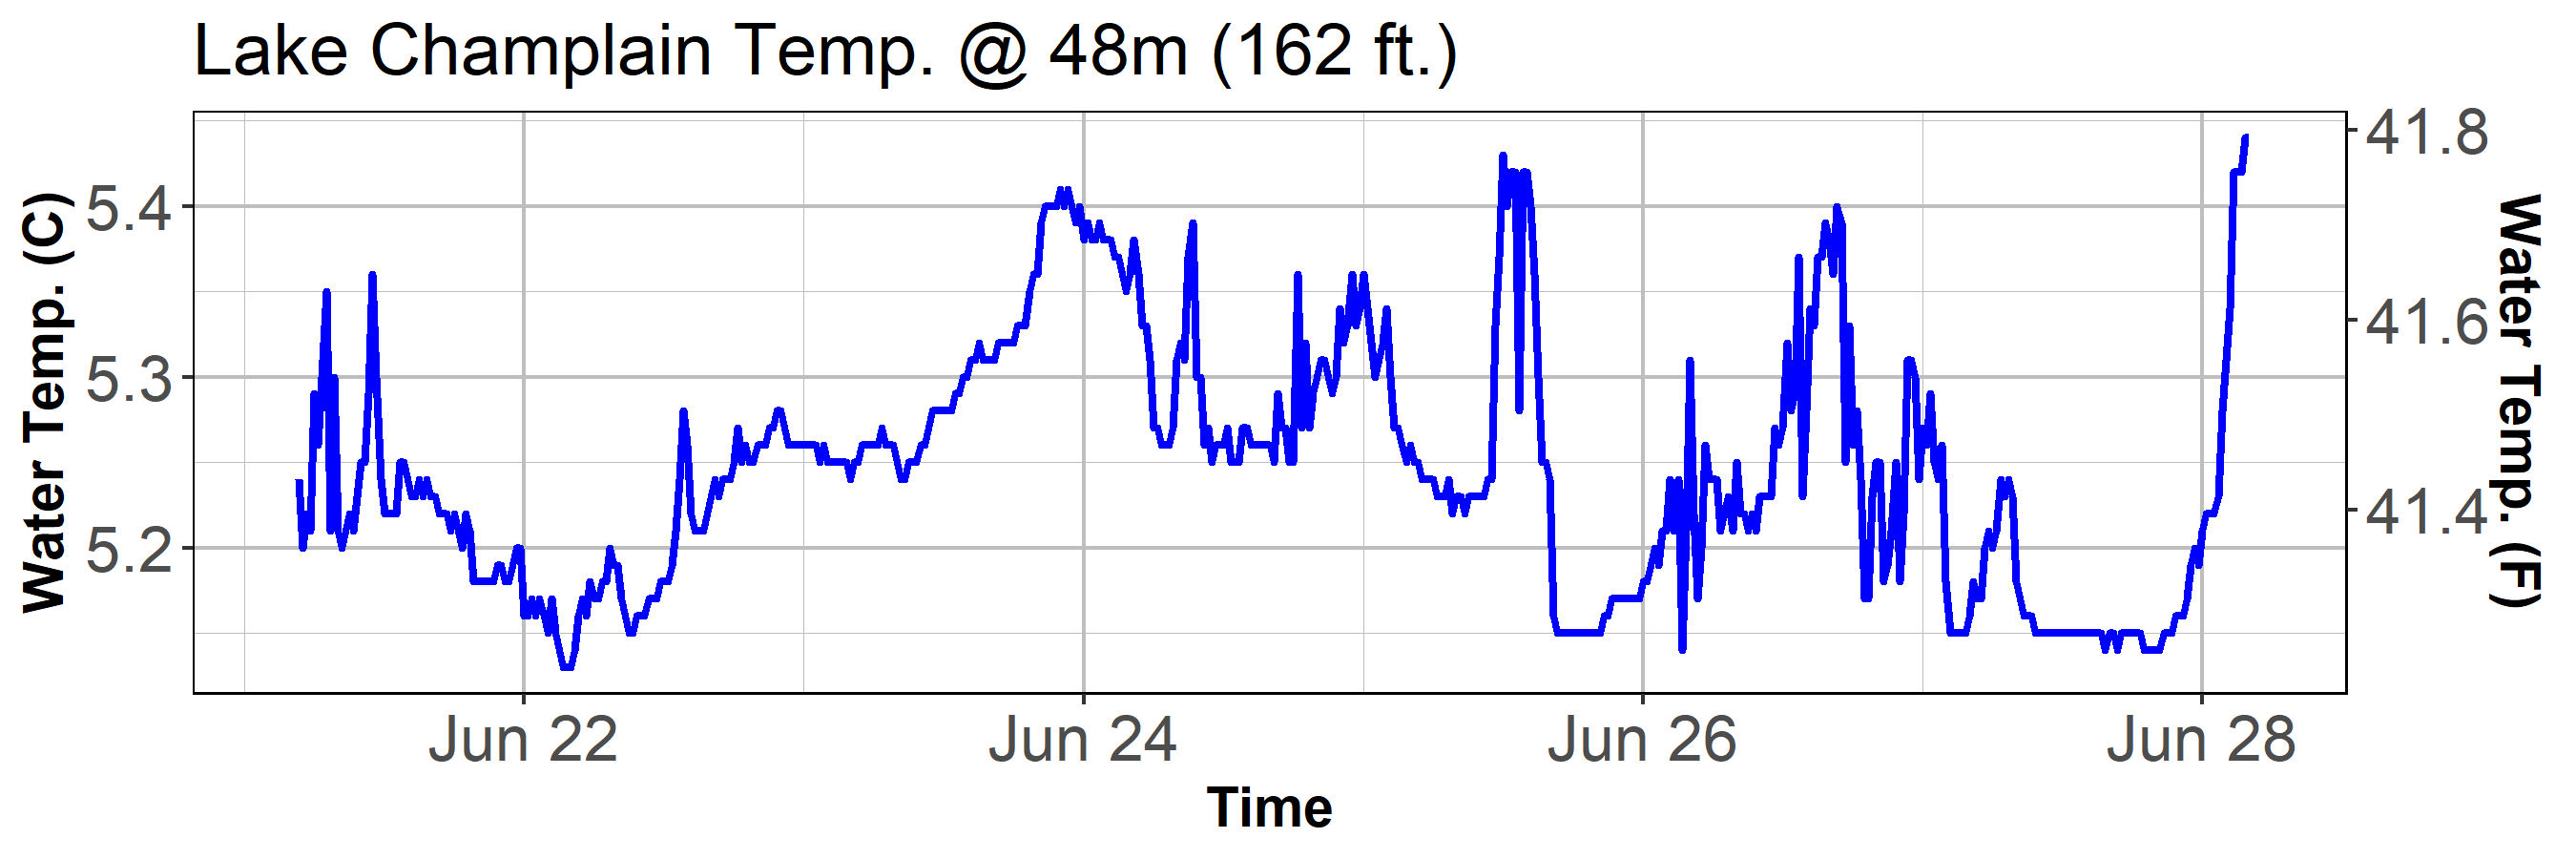 Lake Champlain Temp. @ 48m (162 ft.)
Water Temp. (C)
5.4
5.3
5.2
41.8
41.6
41.4
Water Temp. (F)
Jun 22 Jun 24 Jun 26 Jun 28
Time